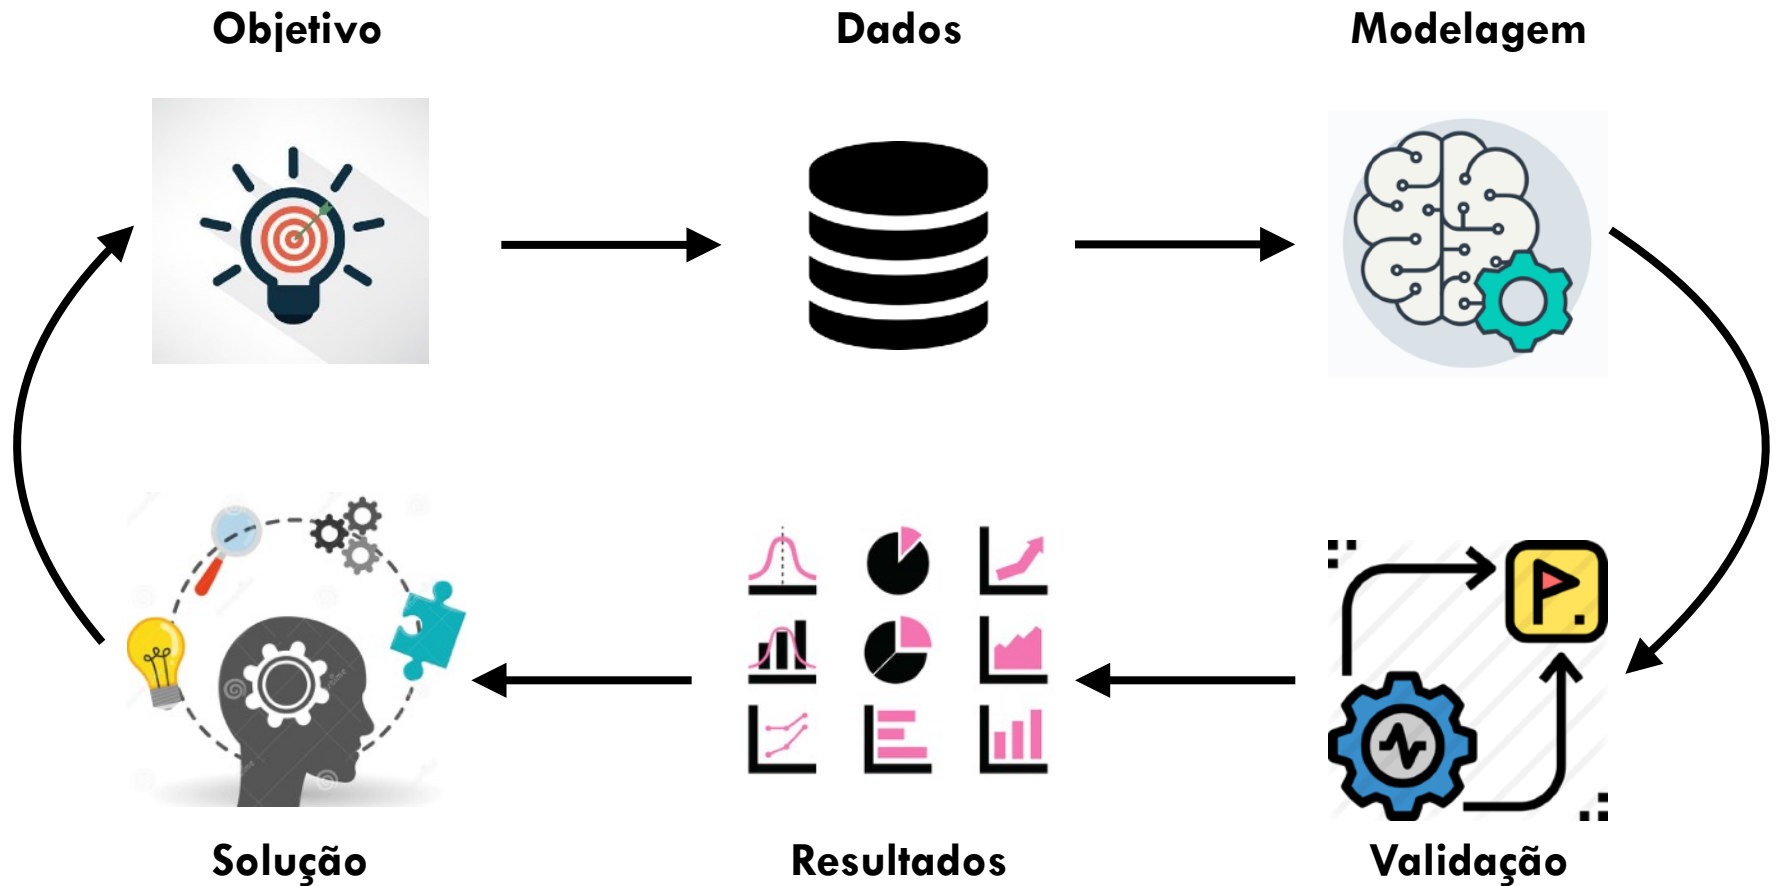 Objetivo
Dados
Modelagem
Solução
Resultados
Validação